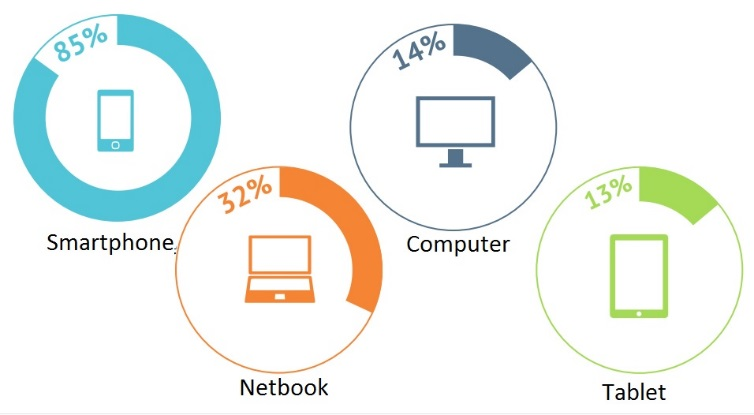 85%
Smartphone
14%
Computer
32%
Netbook
13%
Tablet